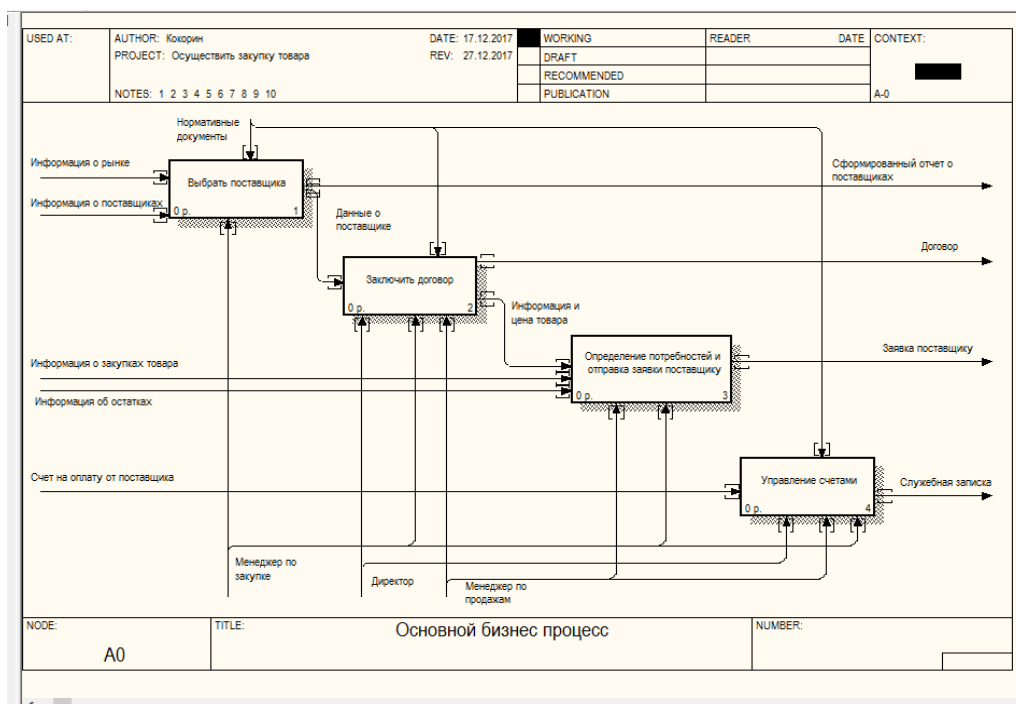 USED AT:
AUTHOR: Кокорин
DATE: 17.12.2017
PROJECT: Осуществить закупку товара
REV: 27.12.2017
NOTES: 1 2 3 4 5 6 7 8 9 10
WORKING
DRAFT
RECOMMENDED
PUBLICATION
READER
DATE
CONTEXT:
A-0
Нормативные
документы
Информация о рынке
Информация о поставщиках
Выбрать поставщика
0 р.
1
Сформированный отчет о
поставщиках
Данные о
поставщике
Договор
Заключить договор
0 р.
2
Информация и
цена товара
Заявка поставщику
Определение потребностей и
отправка заявки поставщику
0 р.
3
Информация о закупках товара
Информация об остатках
Счет на оплату от поставщика
Управление счетами
0 р.
4
Служебная записка
Менеджер по
закупке
Директор
Менеджер по
продажам
NODE:
A0
TITLE:
Основной бизнес процесс
NUMBER: